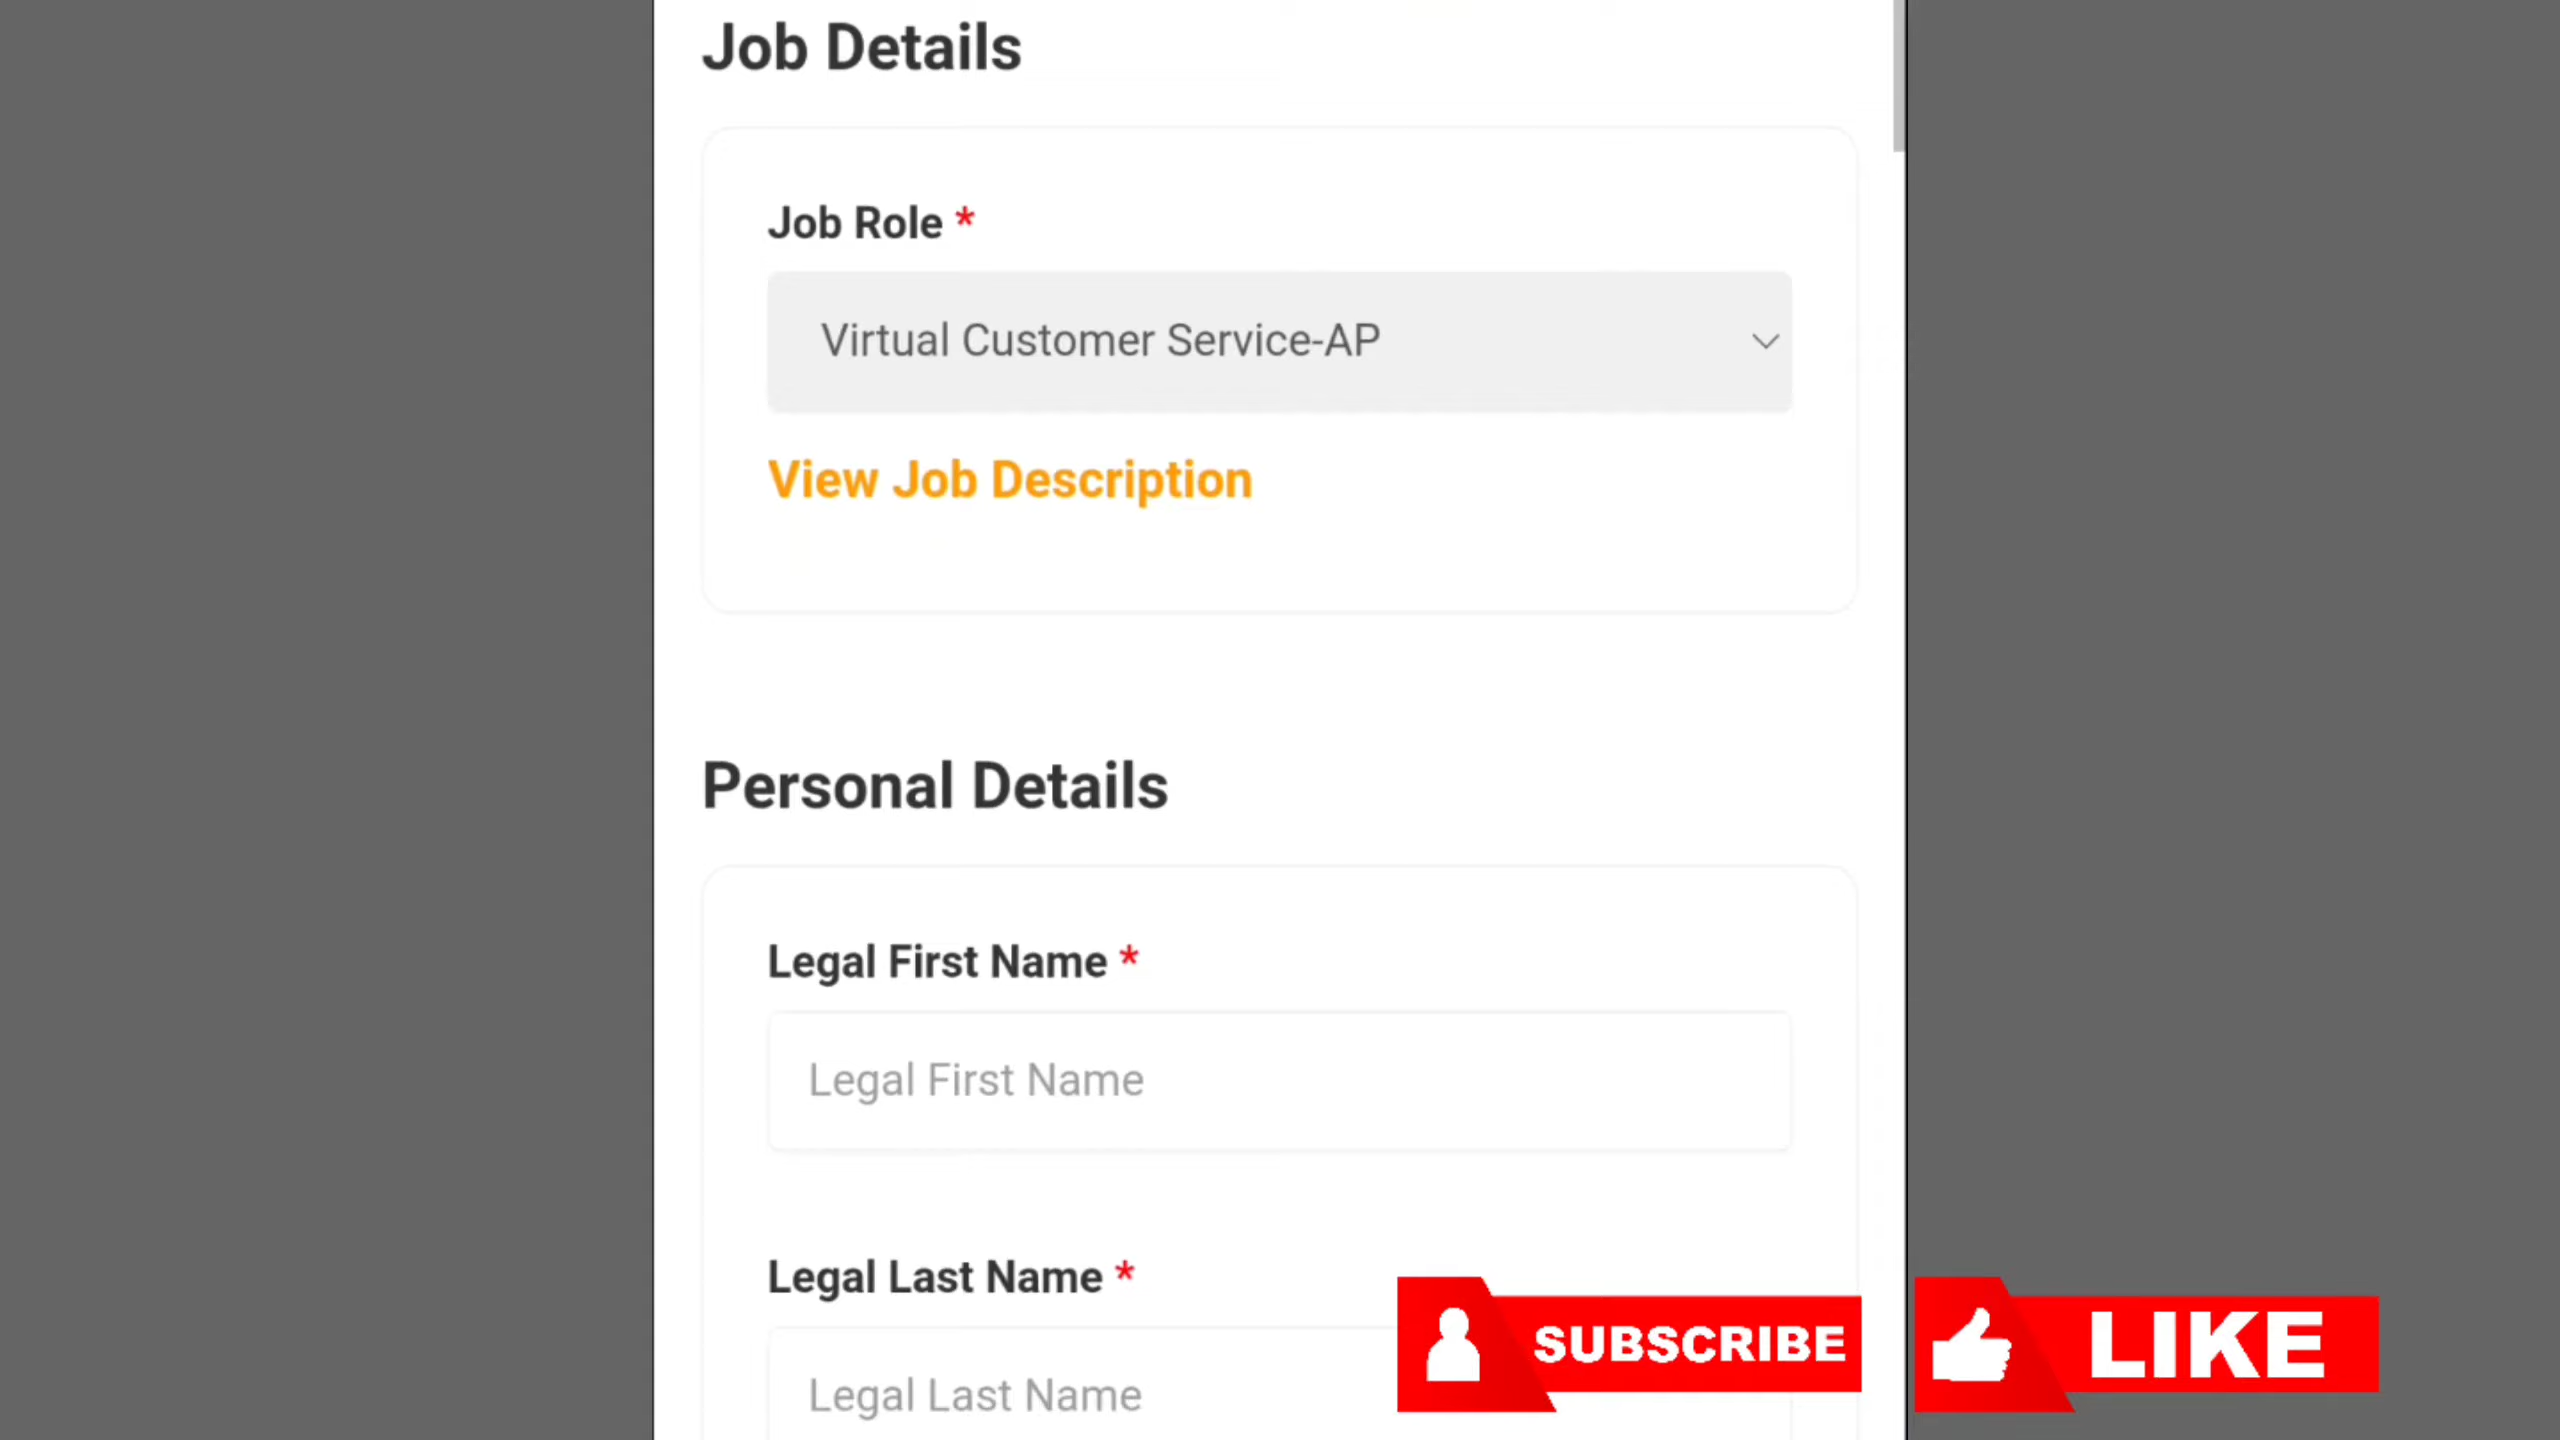 Job Details
Job Role *
Virtual Customer Service-AP
View Job Description
Personal Details
Legal First Name *
Legal First Name
Legal Last Name *
Legal Last Name
SUBSCRIBE
LIKE